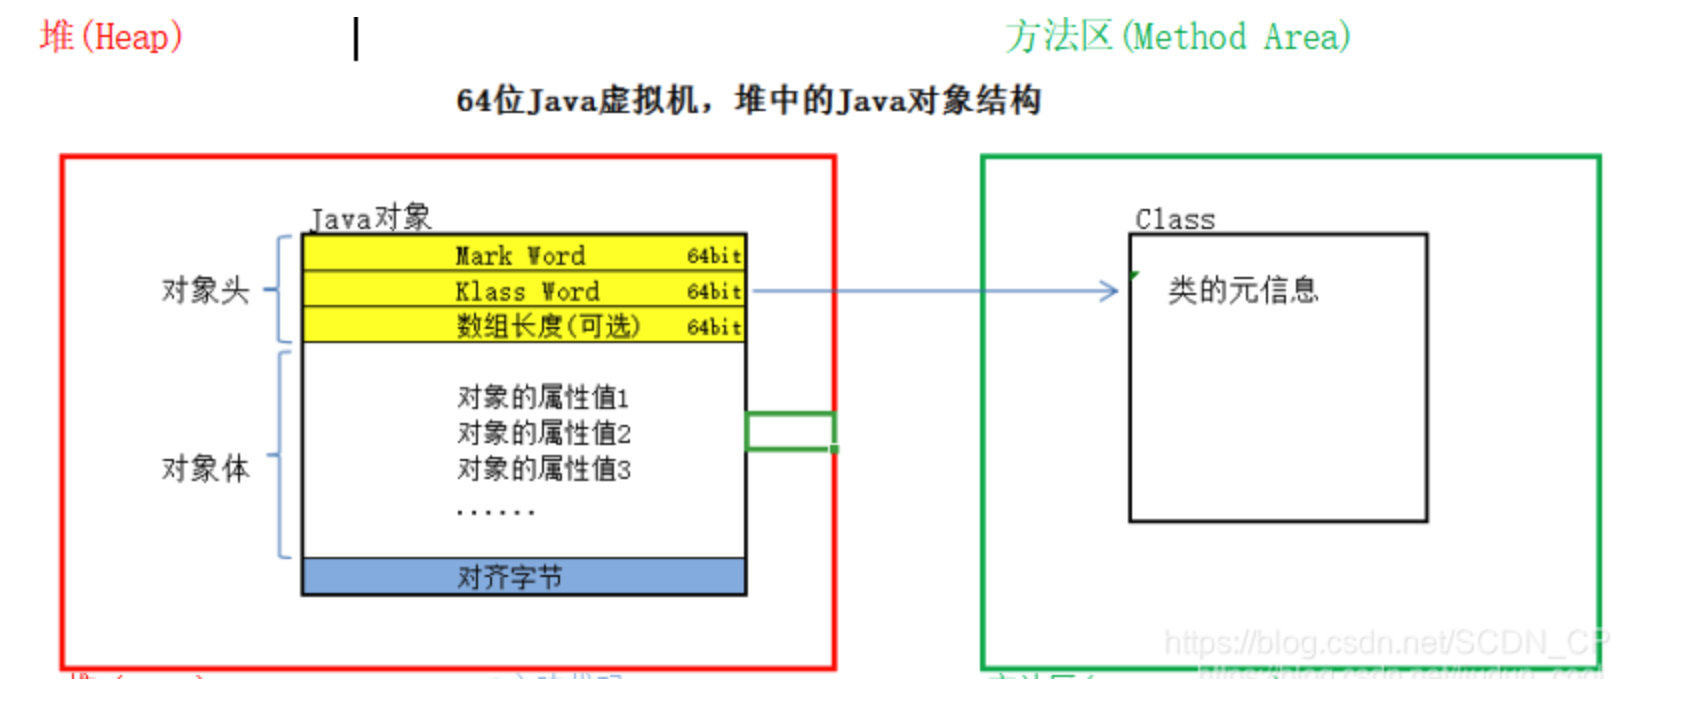 堆(Heap)
方法区(Method Area)
64位Java虚拟机，堆中的Java对象结构
Java对象
Class
Mark Word 64bit
对象头
Klass Word 64bit
类的元信息
数组长度(可选) 64bit
对象的属性值1
对象的属性值2
对象体
对象的属性值3
......
对齐字节
https://blog.csdn.net/SCDN_CP